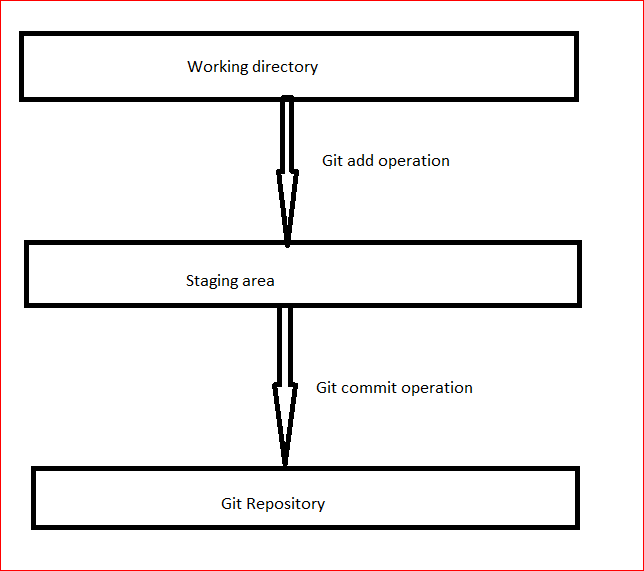 Working directory
Git add operation
Staging area
Git commit operation
Git Repository